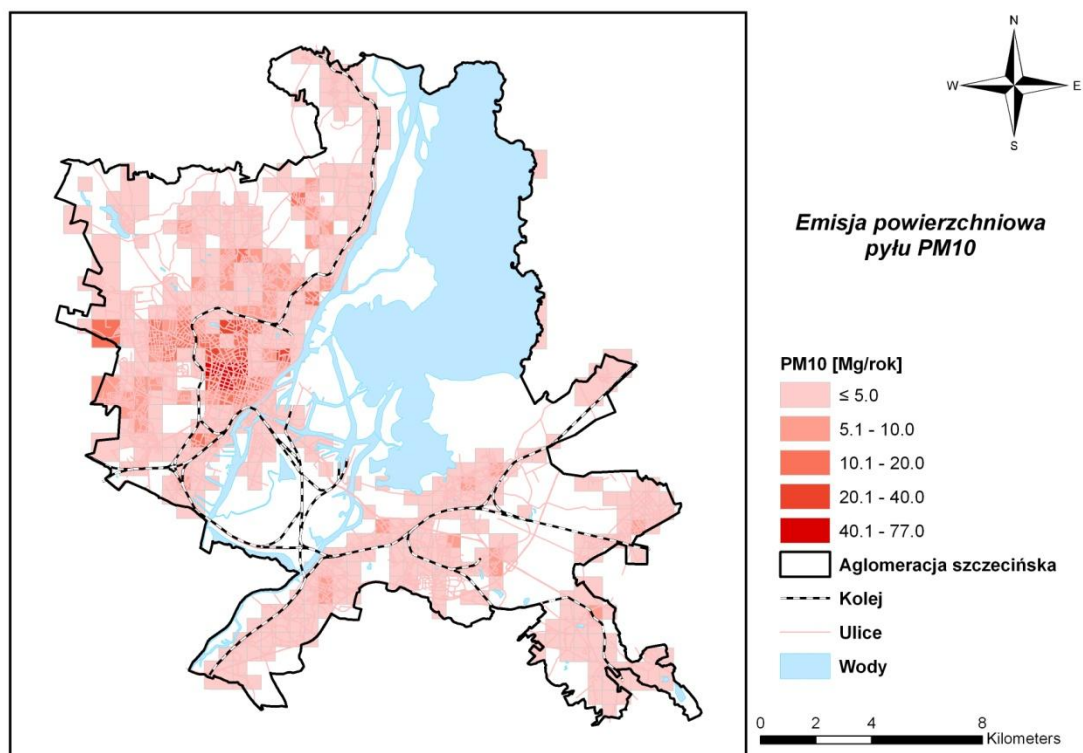 N
W E
S
Emisja powierzchniowa
pyłu PM10
PM10 [Mg/rok]
≤ 5.0
5.1 - 10.0
10.1 - 20.0
20.1 - 40.0
40.1 - 77.0
Aglomeracja szczecińska
Kolej
Ulice
Wody
0 2 4 8
Kilometers